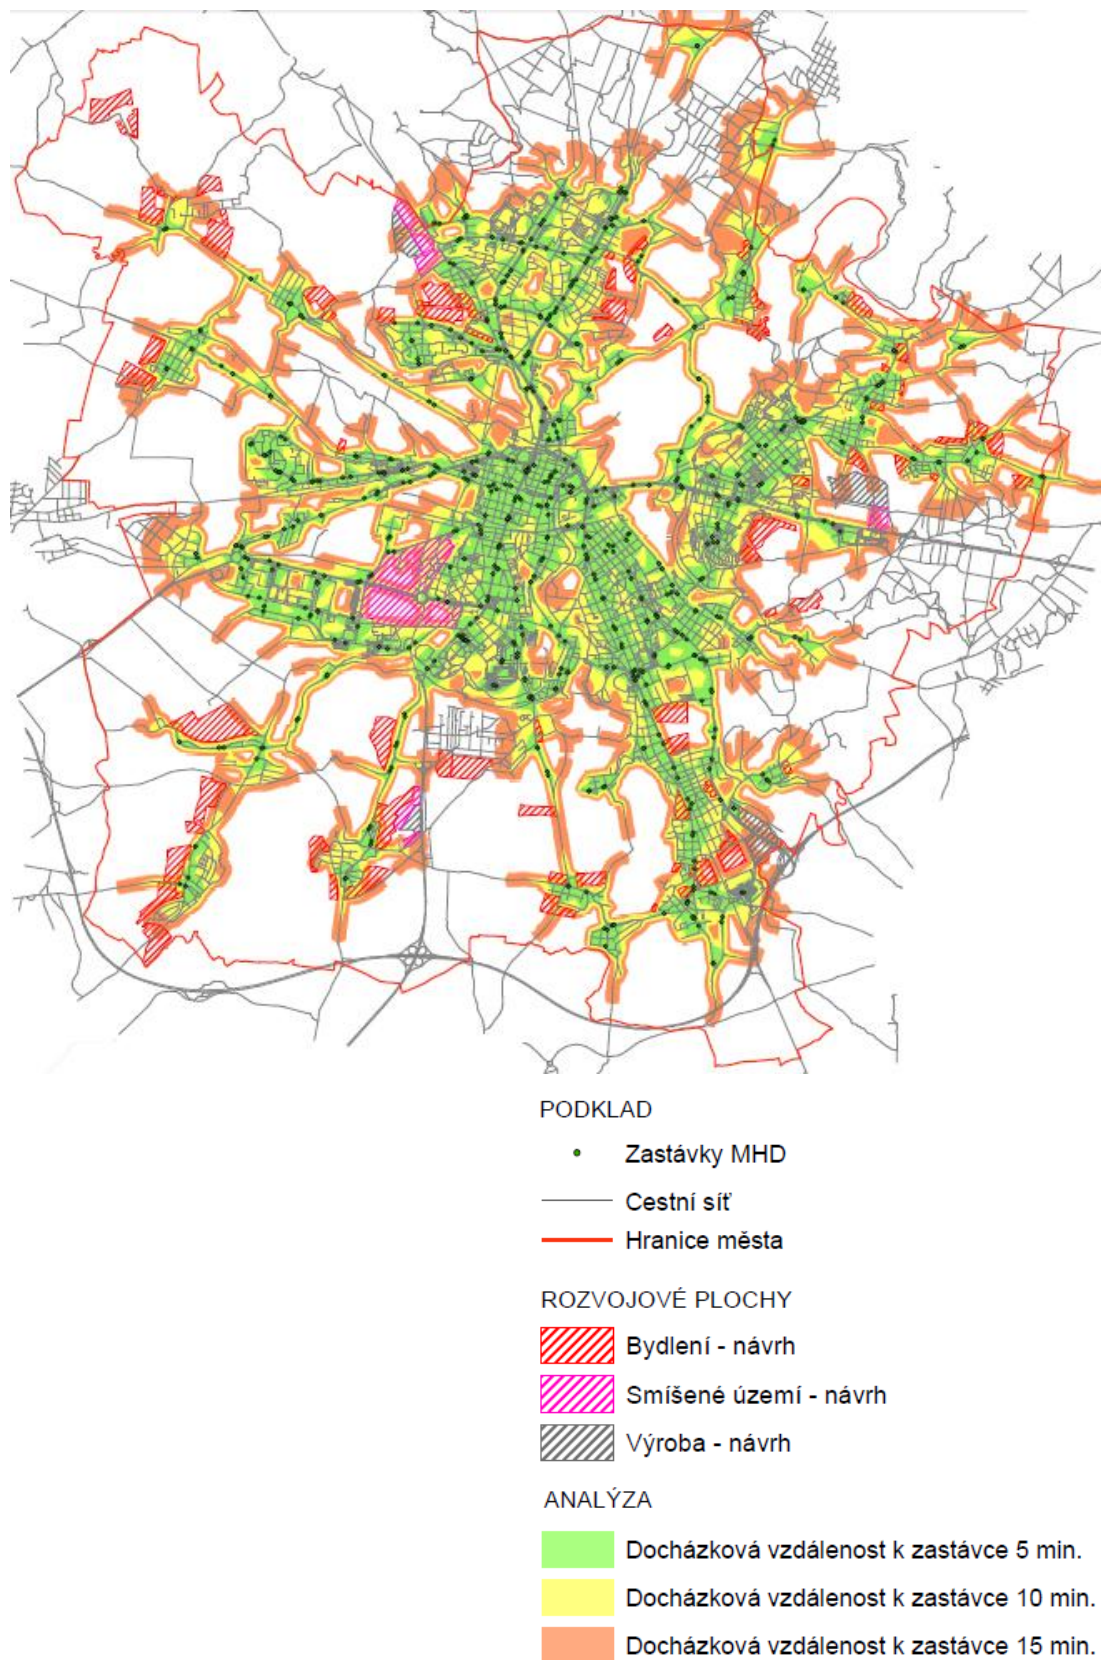 PODKLAD
Zastávky MHD
Cestní síť
Hranice města
ROZVOJOVÉ PLOCHY
Bydlení - návrh
Smíšené území - návrh
Výroba - návrh
ANALÝZA
Docházková vzdálenost k zastávce 5 min.
Docházková vzdálenost k zastávce 10 min.
Docházková vzdálenost k zastávce 15 min.